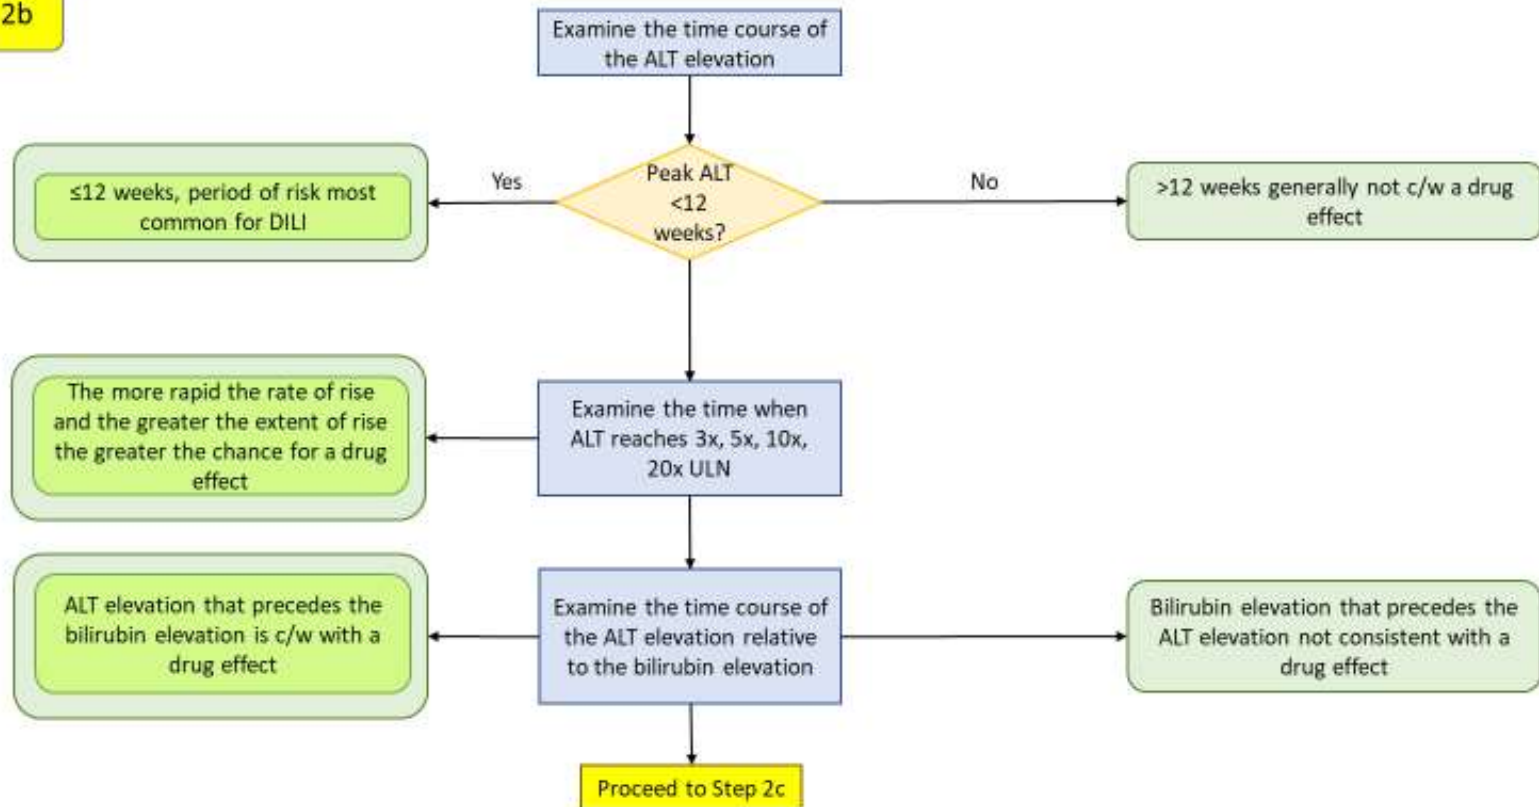 2b
Examine the time course of
the ALT elevation
Peak ALT
<12
weeks?
Yes
No
≤12 weeks, period of risk most
common for DILI
>12 weeks generally not c/w a drug
effect
The more rapid the rate of rise
and the greater the extent of rise
the greater the chance for a drug
effect
Examine the time when
ALT reaches 3x, 5x, 10x,
20x ULN
ALT elevation that precedes the
bilirubin elevation is c/w with a
drug effect
Examine the time course of
the ALT elevation relative
to the bilirubin elevation
Bilirubin elevation that precedes the
ALT elevation not consistent with a
drug effect
Proceed to Step 2c